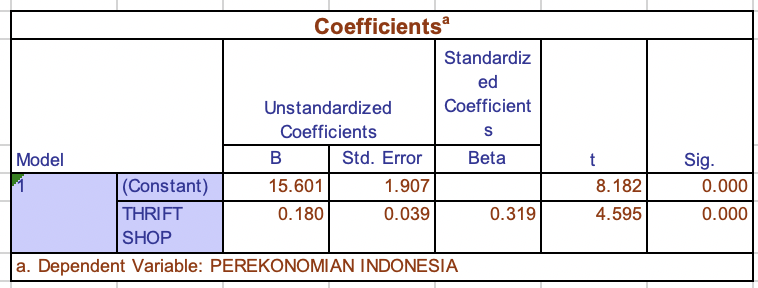 Coefficientsa
Model
Unstandardized
Coefficients
Standardiz
ed
Coefficient
s
t
Sig.
B
Std. Error
Beta
1
(Constant)
15.601
1.907
8.182
0.000
THRIFT
SHOP
0.180
0.039
0.319
4.595
0.000
a. Dependent Variable: PEREKONOMIAN INDONESIA